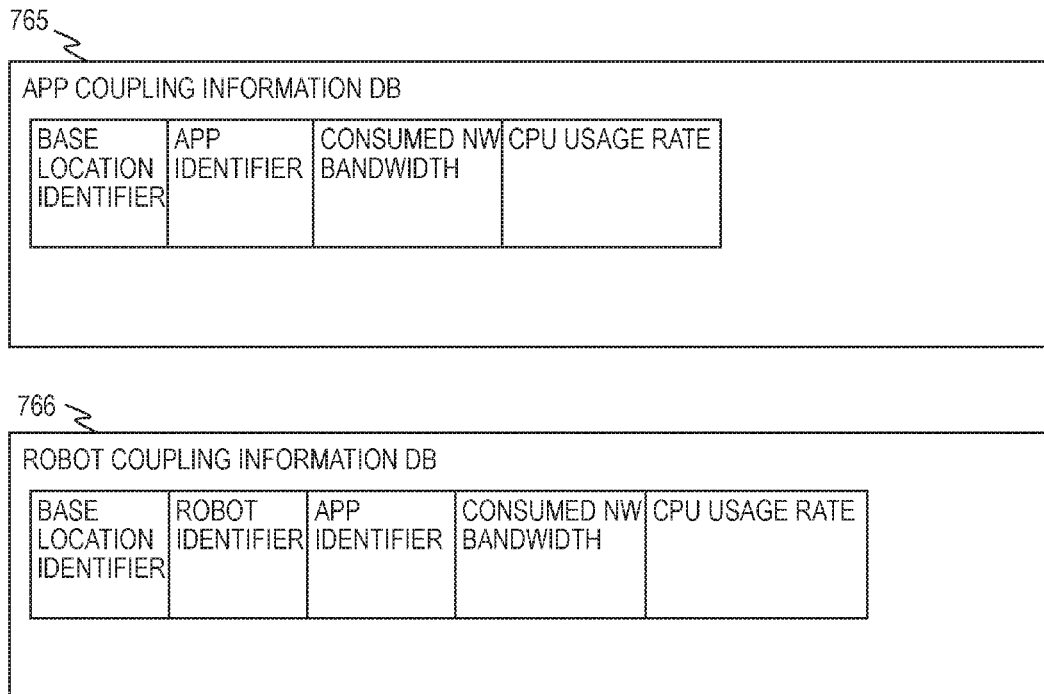 765
APP COUPLING INFORMATION DB
BASE LOCATION IDENTIFIER
APP IDENTIFIER
CONSUMED NW BANDWIDTH
CPU USAGE RATE
766
ROBOT COUPLING INFORMATION DB
BASE LOCATION IDENTIFIER
ROBOT IDENTIFIER
APP IDENTIFIER
CONSUMED NW BANDWIDTH
CPU USAGE RATE